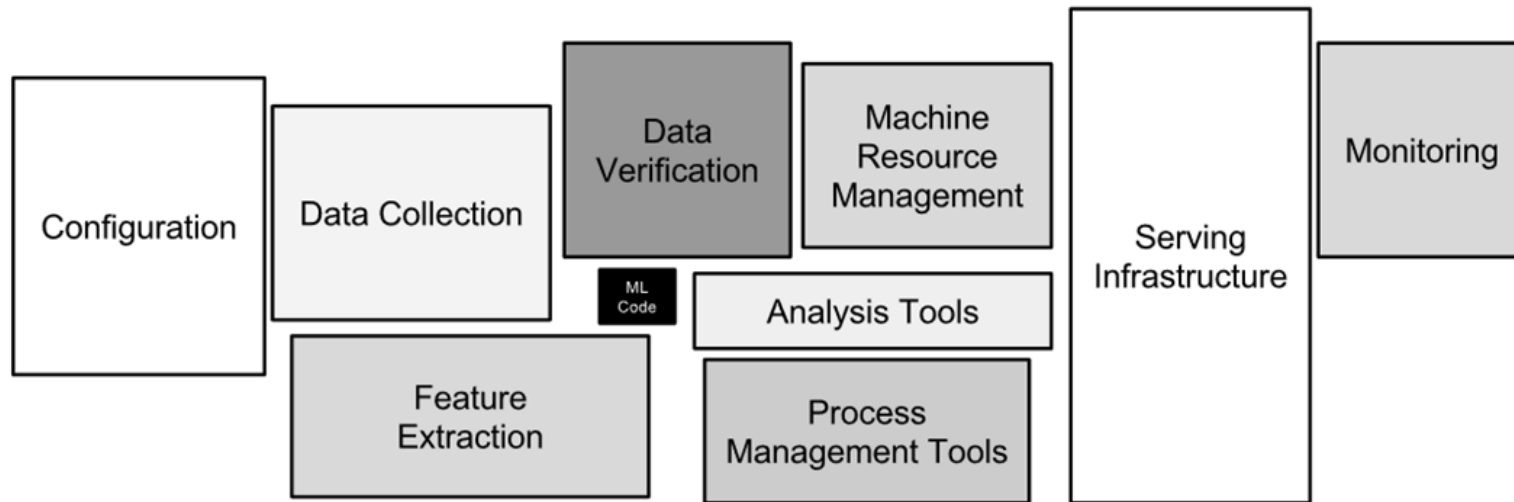 Configuration
Data Collection
Data
Verification
Machine
Resource
Management
Serving
Infrastructure
Monitoring
ML
Code
Analysis Tools
Feature
Extraction
Process
Management Tools